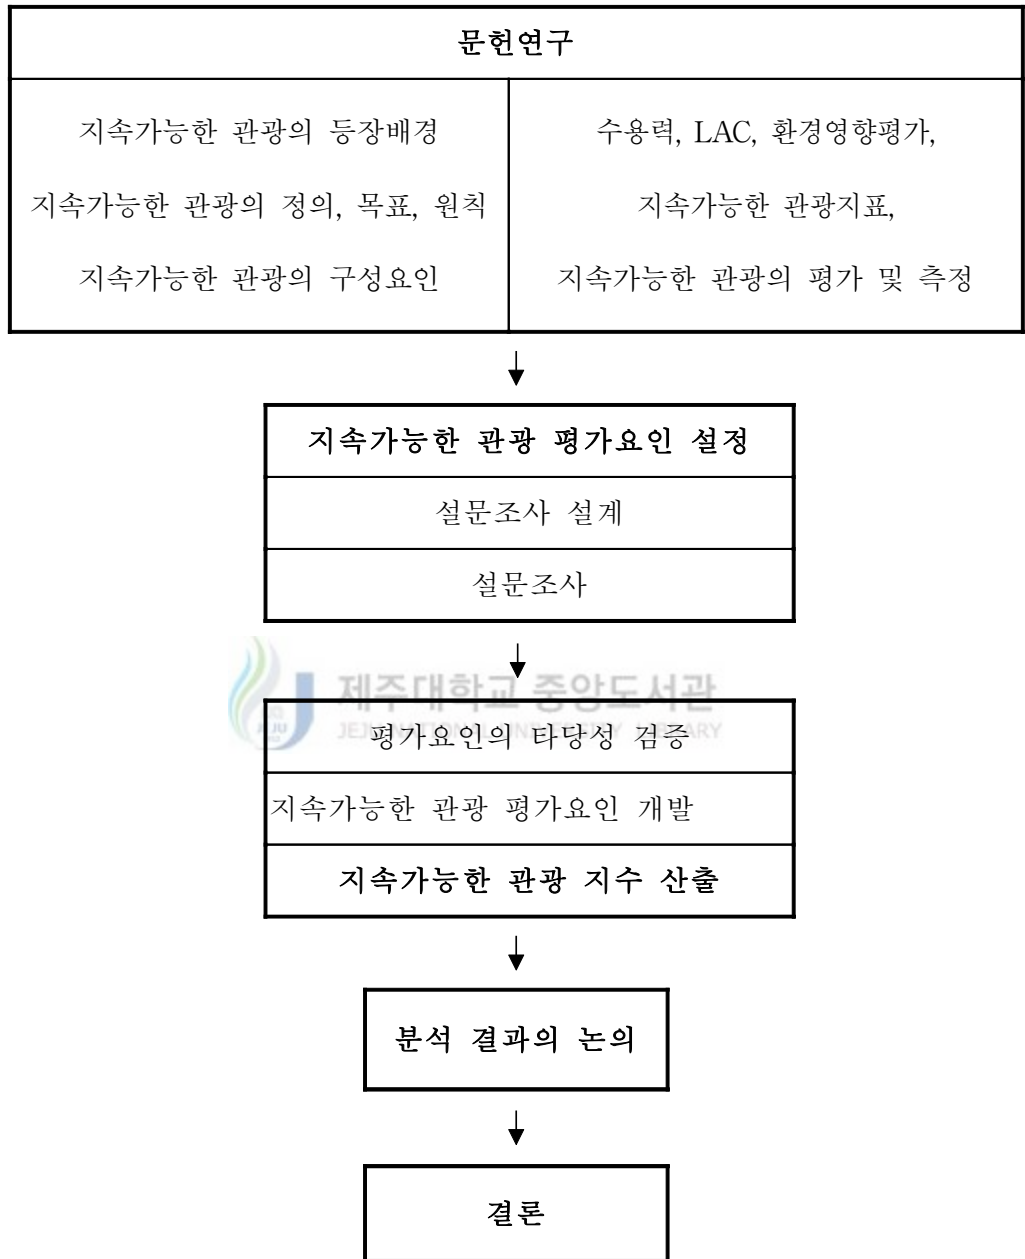 문헌연구
지속가능한 관광의 등장배경
지속가능한 관광의 정의, 목표, 원칙
지속가능한 관광의 구성요인
수용력, LAC, 환경영향평가,
지속가능한 관광지표,
지속가능한 관광의 평가 및 측정
지속가능한 관광 평가요인 설정
설문조사 설계
설문조사
제주대학교 중앙도서관
JEJU NATIONAL UNIVERSITY LIBRARY
평가요인의 타당성 검증
지속가능한 관광 평가요인 개발
지속가능한 관광 지수 산출
분석 결과의 논의
결론